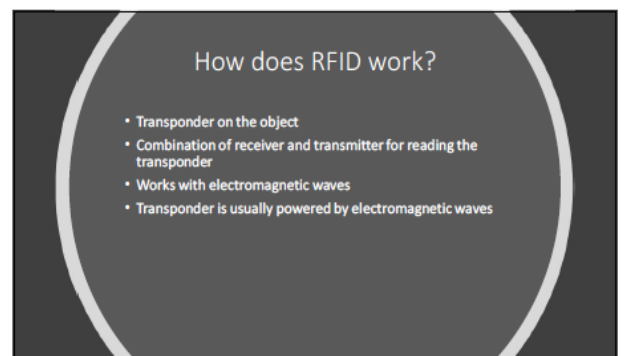 How does RFID work?
• Transponder on the object
• Combination of receiver and transmitter for reading the
transponder
• Works with electromagnetic waves
• Transponder is usually powered by electromagnetic waves